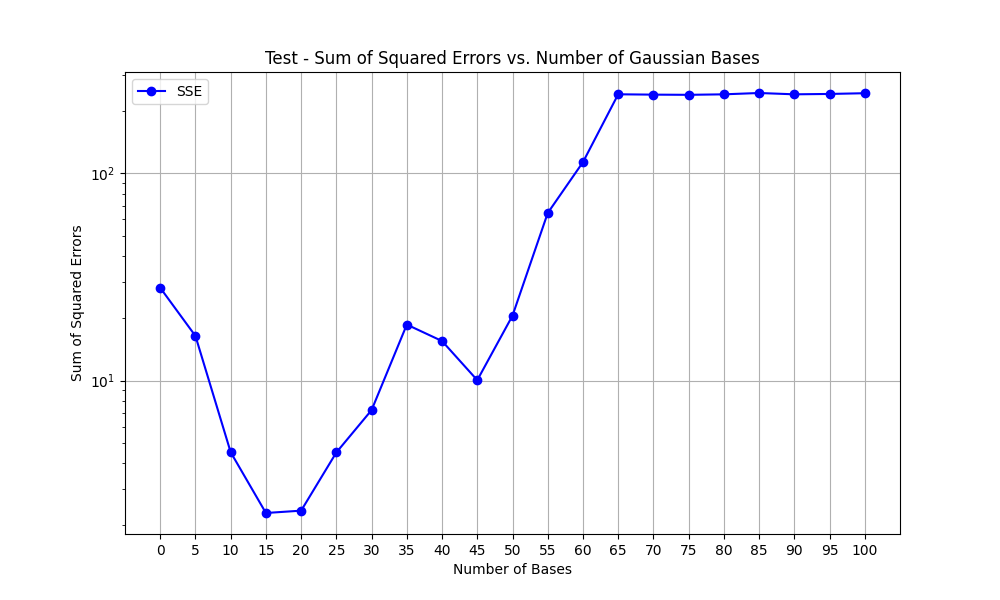 Test - Sum of Squared Errors vs. Number of Gaussian Bases
SSE
Sum of Squared Errors
10²
10¹
0 5 10 15 20 25 30 35 40 45 50 55 60 65 70 75 80 85 90 95 100
Number of Bases